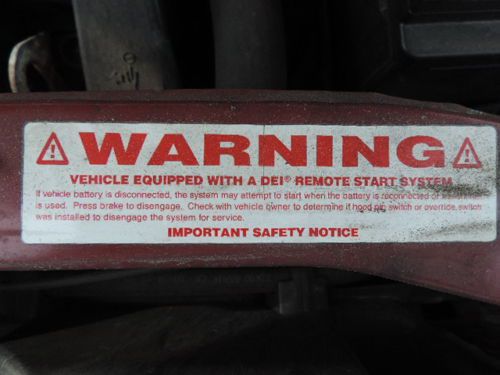 WARNING
VEHICLE EQUIPPED WITH A DEI® REMOTE START SYSTEM
If vehicle battery is disconnected, the system may attempt to start when the battery is reconnected or
is used. Press brake to disengage. Check with vehicle owner to determine if hood pin switch or override switch
was installed to disengage the system for service.
IMPORTANT SAFETY NOTICE